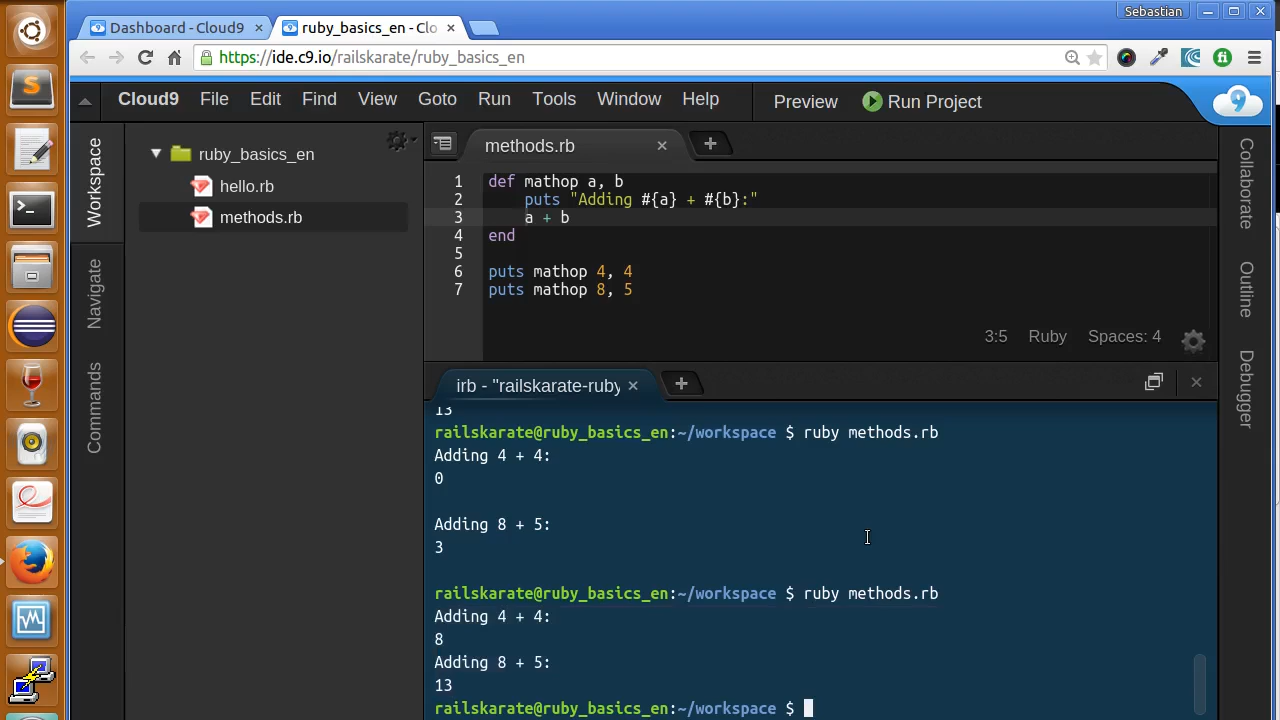 Sebastian
Dashboard - Cloud9
ruby_basics_en - Clo
https://ide.c9.io/railskarate/ruby_basics_en
Cloud9 File Edit Find View Goto Run Tools Window Help Preview Run Project
Workspace
Navigate
Commands
ruby_basics_en
hello.rb
methods.rb
methods.rb
1 def mathop a, b
2 puts "Adding #{a} + #{b}:"
3 a + b
4 end
5
6 puts mathop 4, 4
7 puts mathop 8, 5
3:5 Ruby Spaces: 4
Collaborate
Outline
Debugger
irb - "railskarate-ruby
13
railskarate@ruby_basics_en:~/workspace $ ruby methods.rb
Adding 4 + 4:
0
Adding 8 + 5:
3
railskarate@ruby_basics_en:~/workspace $ ruby methods.rb
Adding 4 + 4:
8
Adding 8 + 5:
13
railskarate@ruby_basics_en:~/workspace $